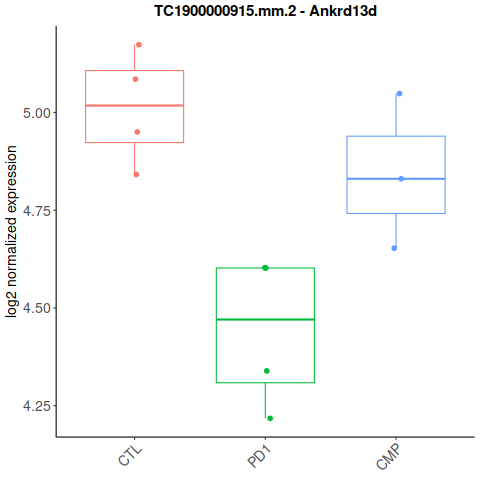 TC1900000915.mm.2 - Ankrd13d
log2 normalized expression
5.00
4.75
4.50
4.25
CTL
PD1
CMP